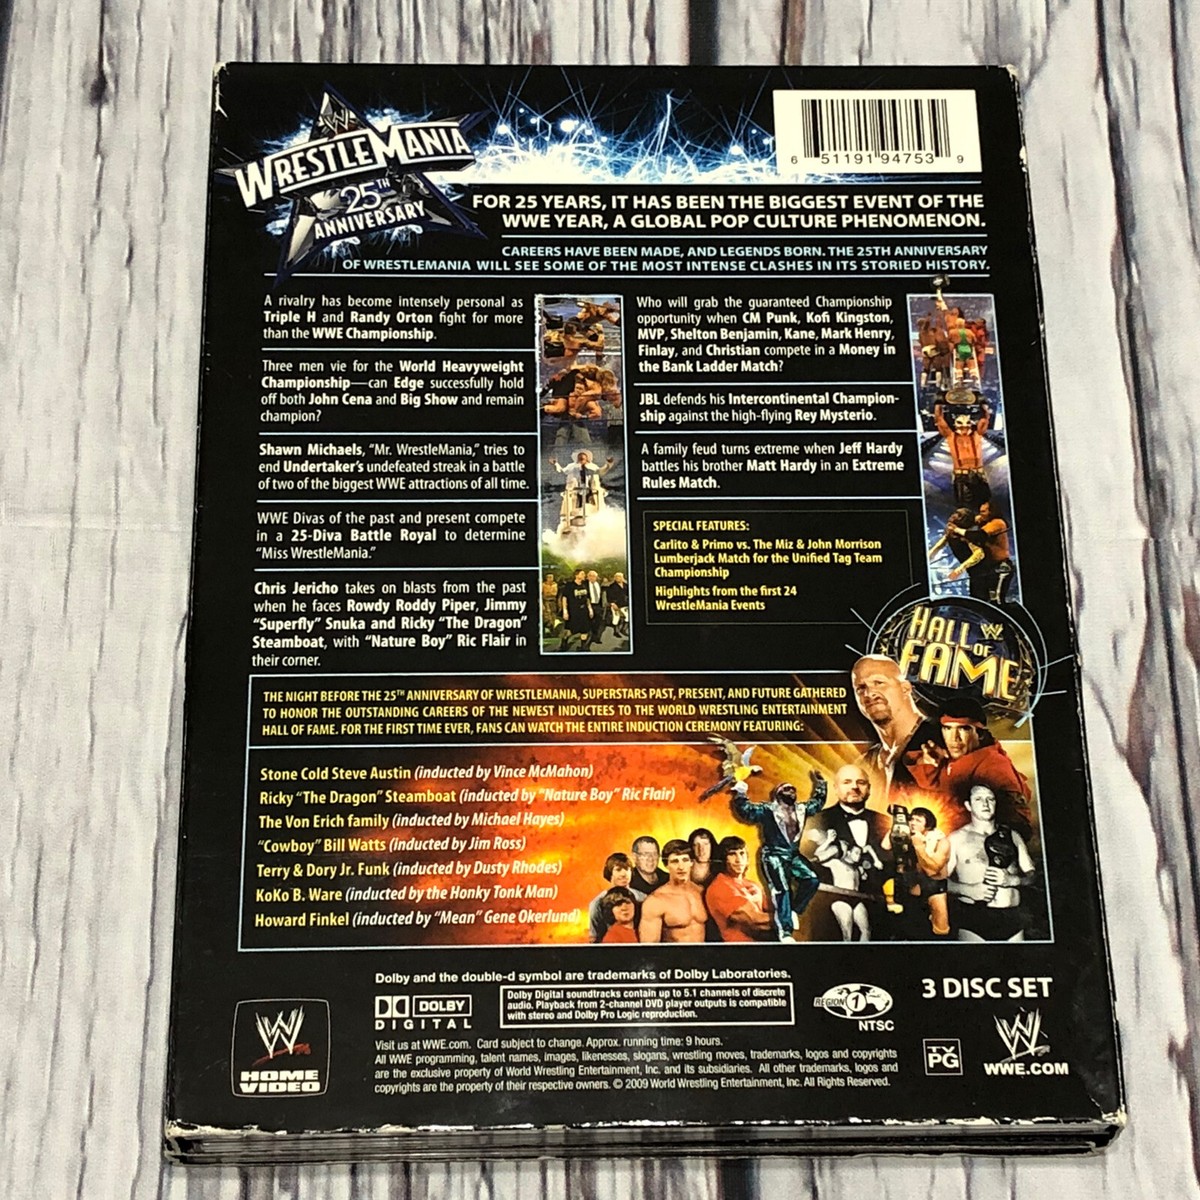 W
WRESTLEMANIA
25TH
ANNIVERSARY
6 51191 94753 9
FOR 25 YEARS, IT HAS BEEN THE BIGGEST EVENT OF THE
WWE YEAR, A GLOBAL POP CULTURE PHENOMENON.
CAREERS HAVE BEEN MADE, AND LEGENDS BORN. THE 25TH ANNIVERSARY
OF WRESTLEMANIA WILL SEE SOME OF THE MOST INTENSE CLASHES IN ITS STORIED HISTORY.
A rivalry has become intensely personal as
Triple H and Randy Orton fight for more
than the WWE Championship.
Three men vie for the World Heavyweight
Championship—can Edge successfully hold
off both John Cena and Big Show and remain
champion?
Shawn Michaels, “Mr. WrestleMania,” tries to
end Undertaker's undefeated streak in a battle
of two of the biggest WWE attractions of all time.
WWE Divas of the past and present compete
in a 25-Diva Battle Royal to determine
“Miss WrestleMania.”
Chris Jericho takes on blasts from the past
when he faces Rowdy Roddy Piper, Jimmy
“Superfly” Snuka and Ricky “The Dragon”
Steamboat, with “Nature Boy” Ric Flair in
their corner.
Who will grab the guaranteed Championship
opportunity when CM Punk, Kofi Kingston,
MVP, Shelton Benjamin, Kane, Mark Henry,
Finlay, and Christian compete in a Money in
the Bank Ladder Match?
JBL defends his Intercontinental Champion-
ship against the high-flying Rey Mysterio.
A family feud turns extreme when Jeff Hardy
battles his brother Matt Hardy in an Extreme
Rules Match.
SPECIAL FEATURES:
Carlito & Primo vs. The Miz & John Morrison
Lumberjack Match for the Unified Tag Team
Championship
Highlights from the first 24
WrestleMania Events
HALL W
OF
FAME
THE NIGHT BEFORE THE 25TH ANNIVERSARY OF WRESTLEMANIA, SUPERSTARS PAST, PRESENT, AND FUTURE GATHERED
TO HONOR THE OUTSTANDING CAREERS OF THE NEWEST INDUCTEES TO THE WORLD WRESTLING ENTERTAINMENT
HALL OF FAME. FOR THE FIRST TIME EVER, FANS CAN WATCH THE ENTIRE INDUCTION CEREMONY FEATURING:
Stone Cold Steve Austin (inducted by Vince McMahon)
Ricky “The Dragon” Steamboat (inducted by “Nature Boy” Ric Flair)
The Von Erich family (inducted by Michael Hayes)
“Cowboy” Bill Watts (inducted by Jim Ross)
Terry & Dory Jr. Funk (inducted by Dusty Rhodes)
KoKo B. Ware (inducted by the Honky Tonk Man)
Howard Finkel (inducted by “Mean” Gene Okerlund)
Dolby and the double-d symbol are trademarks of Dolby Laboratories.
DOLBY
DIGITAL
Dolby Digital soundtracks contain up to 5.1 channels of discrete
audio. Playback from 2-channel DVD player outputs is compatible
with stereo and Dolby Pro Logic reproduction.
REGION 1
NTSC
3 DISC SET
W
HOME
VIDEO
Visit us at WWE.com. Card subject to change. Approx. running time: 9 hours.
All WWE programming, talent names, images, likenesses, slogans, wrestling moves, trademarks, logos and copyrights
are the exclusive property of World Wrestling Entertainment, Inc. and its subsidiaries. All other trademarks, logos and
copyrights are the property of their respective owners. © 2009 World Wrestling Entertainment, Inc. All Rights Reserved.
TV
PG
W
WWE.COM